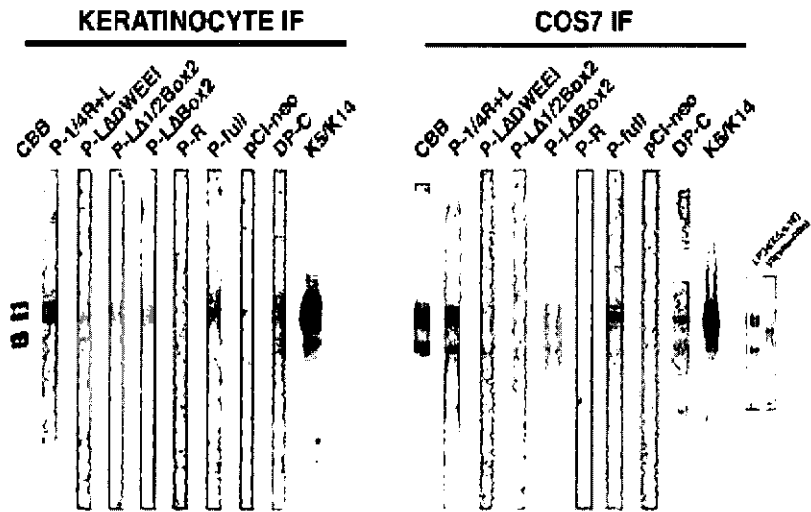 KERATINOCYTE IF
COS7 IF
CBB
P-1/4R+L
P-LΔDWEEI
P-LΔ1/2Box2
P-LΔBox2
P-R
P-full
pCI-neo
DP-C
K5/K14
CBB
P-1/4R+L
P-LΔDWEEI
P-LΔ1/2Box2
P-LΔBox2
P-R
P-full
pCI-neo
DP-C
K5/K14